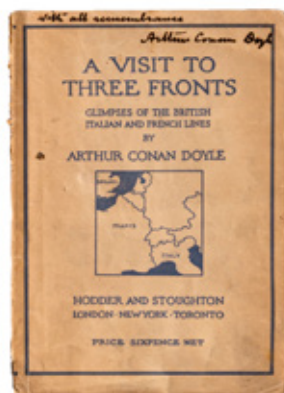 With all remembrance
Arthur Conan Doyle
A VISIT TO
THREE FRONTS
GLIMPSES OF THE BRITISH
ITALIAN AND FRENCH LINES
BY
ARTHUR CONAN DOYLE
FRANCE
ITALY
HODDER AND STOUGHTON
LONDON · NEW YORK · TORONTO
PRICE SIXPENCE NET